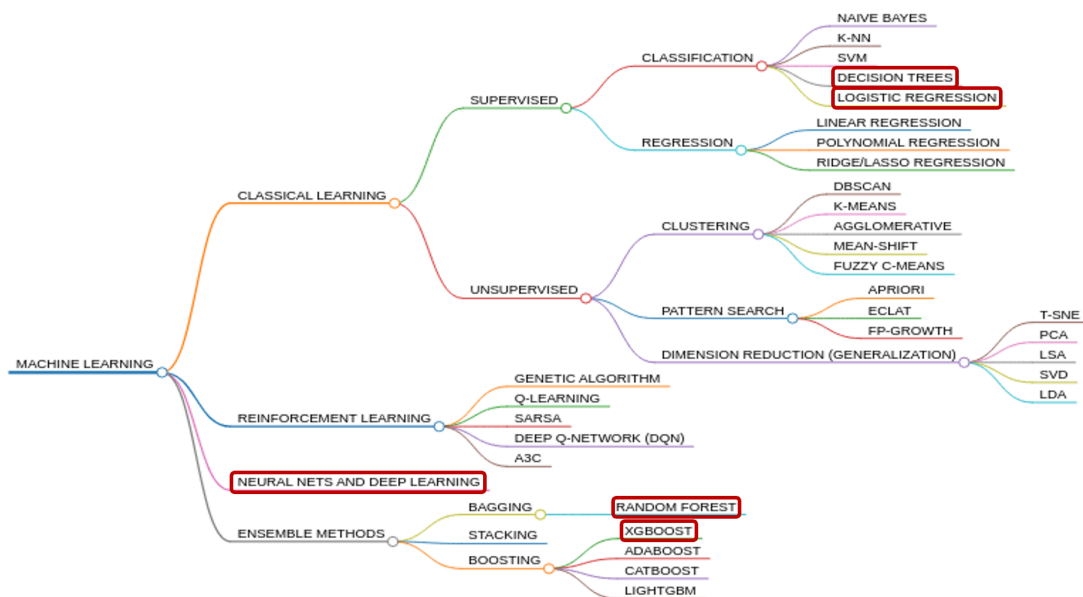 MACHINE LEARNING
CLASSICAL LEARNING
SUPERVISED
CLASSIFICATION
NAIVE BAYES
K-NN
SVM
DECISION TREES
LOGISTIC REGRESSION
REGRESSION
LINEAR REGRESSION
POLYNOMIAL REGRESSION
RIDGE/LASSO REGRESSION
UNSUPERVISED
CLUSTERING
DBSCAN
K-MEANS
AGGLOMERATIVE
MEAN-SHIFT
FUZZY C-MEANS
PATTERN SEARCH
APRIORI
ECLAT
FP-GROWTH
DIMENSION REDUCTION (GENERALIZATION)
T-SNE
PCA
LSA
SVD
LDA
REINFORCEMENT LEARNING
GENETIC ALGORITHM
Q-LEARNING
SARSA
DEEP Q-NETWORK (DQN)
A3C
NEURAL NETS AND DEEP LEARNING
ENSEMBLE METHODS
BAGGING
RANDOM FOREST
STACKING
BOOSTING
XGBOOST
ADABOOST
CATBOOST
LIGHTGBM